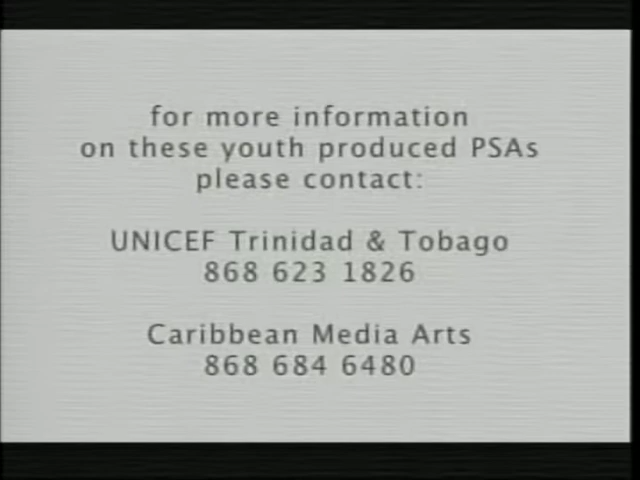 for more information
on these youth produced PSAs
please contact:
UNICEF Trinidad & Tobago
868 623 1826
Caribbean Media Arts
868 684 6480